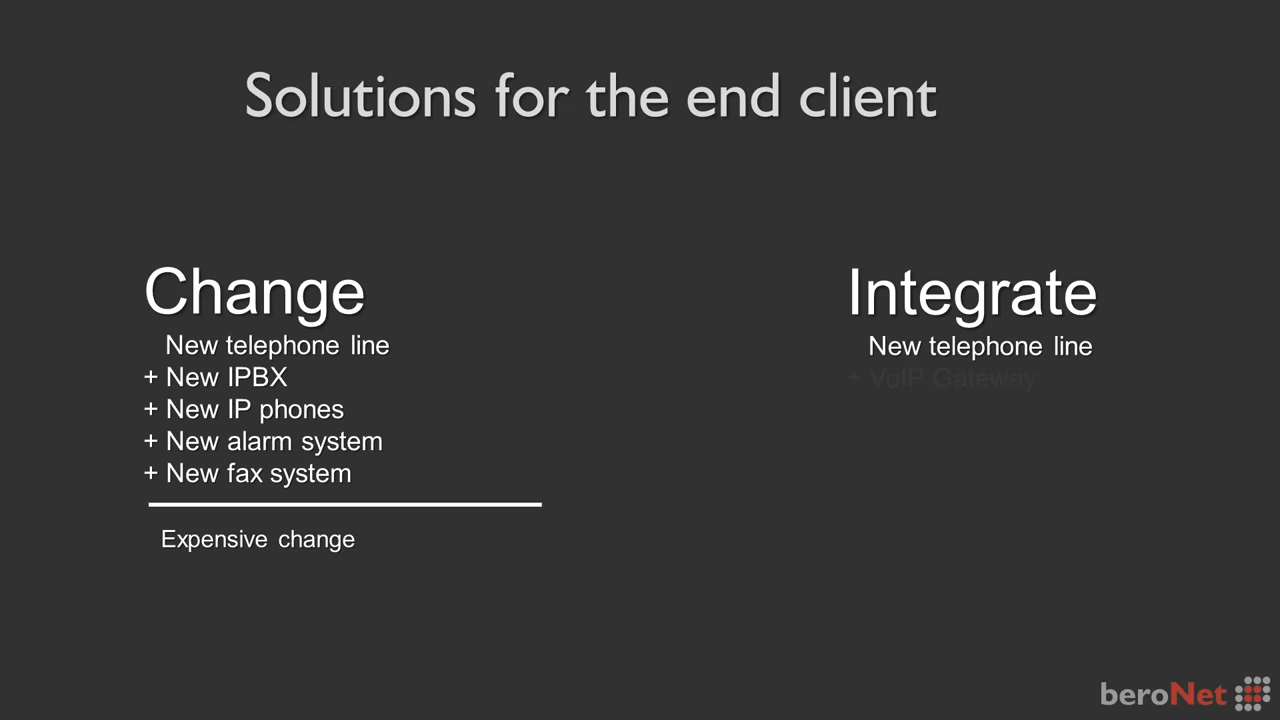 Solutions for the end client
Change
New telephone line
+ New IPBX
+ New IP phones
+ New alarm system
+ New fax system
Expensive change
Integrate
New telephone line
+ VoIP Gateway
beroNet